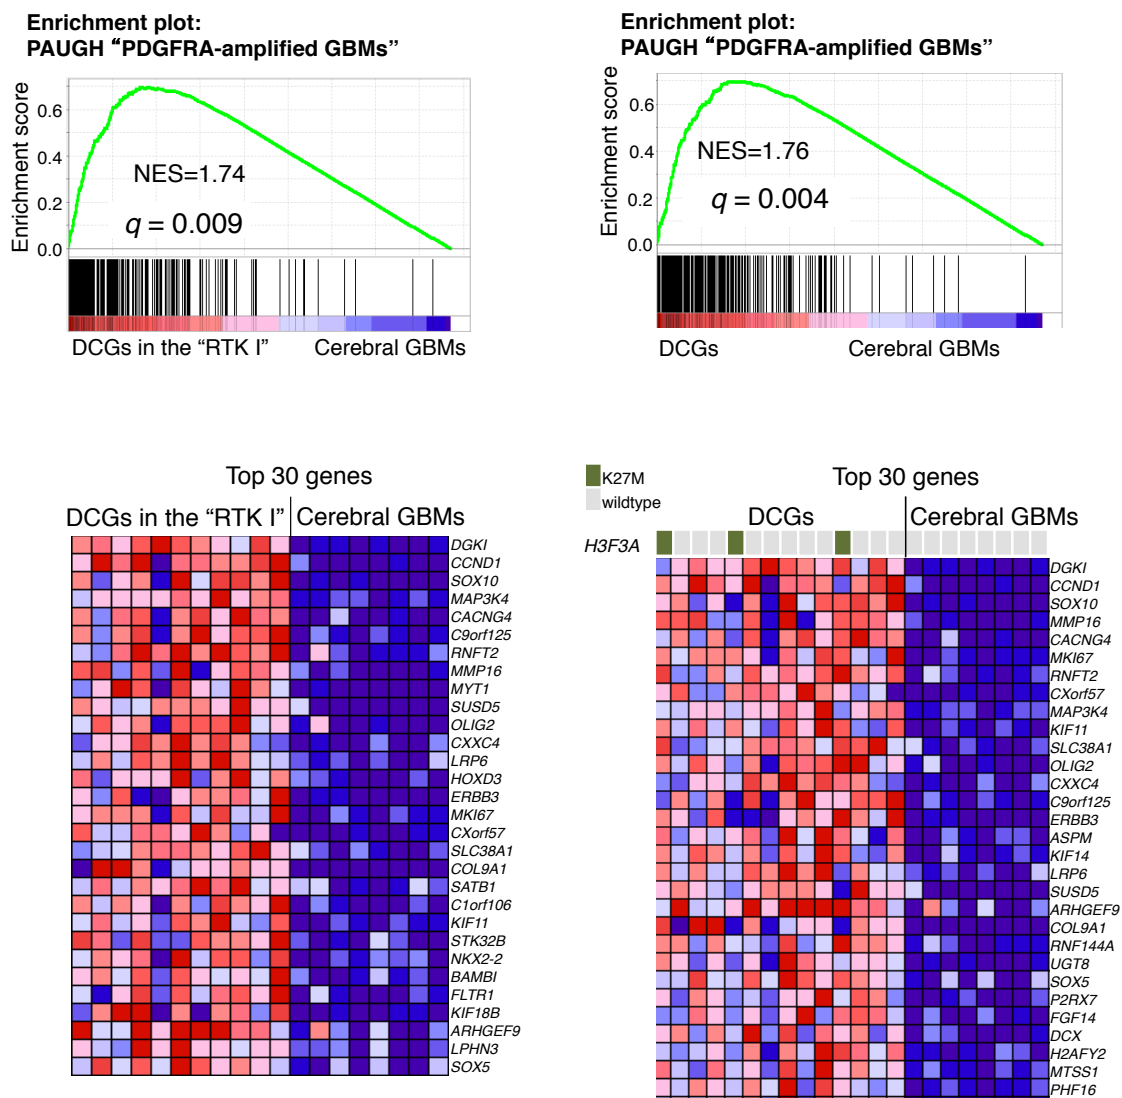 Enrichment plot:
PAUGH “PDGFRA-amplified GBMs”
Enrichment score
0.6
0.4
0.2
0.0
NES=1.74
q = 0.009
DCGs in the “RTK I”
Cerebral GBMs
Enrichment plot:
PAUGH “PDGFRA-amplified GBMs”
Enrichment score
0.6
0.4
0.2
0.0
NES=1.76
q = 0.004
DCGs
Cerebral GBMs
Top 30 genes
DCGs in the “RTK I”
Cerebral GBMs
DGKI
CCND1
SOX10
MAP3K4
CACNG4
C9orf125
RNFT2
MMP16
MYT1
SUSD5
OLIG2
CXXC4
LRP6
HOXD3
ERBB3
MKI67
CXorf57
SLC38A1
COL9A1
SATB1
C1orf106
KIF11
STK32B
NKX2-2
BAMBI
FLTR1
KIF18B
ARHGEF9
LPHN3
SOX5
K27M
wildtype
Top 30 genes
DCGs
Cerebral GBMs
H3F3A
DGKI
CCND1
SOX10
MMP16
CACNG4
MKI67
RNFT2
CXorf57
MAP3K4
KIF11
SLC38A1
OLIG2
CXXC4
C9orf125
ERBB3
ASPM
KIF14
LRP6
SUSD5
ARHGEF9
COL9A1
RNF144A
UGT8
SOX5
P2RX7
FGF14
DCX
H2AFY2
MTSS1
PHF16